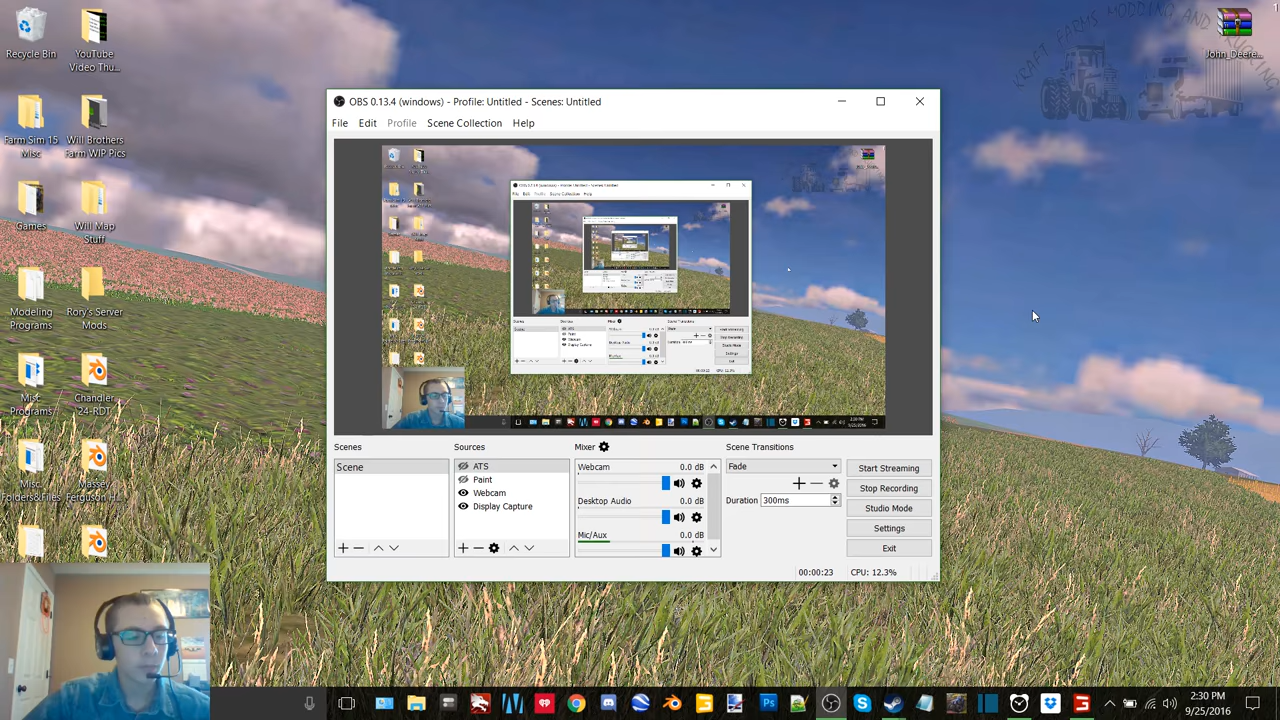 Recycle Bin
YouTube
Video Thu...
Farm Sim 15
Misc
Will Brothers
Farm WIP Pics
Games
Will Map
Stuff
Modeling
Programs
Rory's Server
Mods
Misc
Programs
Chandler
24-RDT
Misc
Folders&Files
Massey
Ferguson H...
KRAFT FARMS MODDING AND TRUCKING
John_Deere...
OBS 0.13.4 (windows) - Profile: Untitled - Scenes: Untitled
File Edit Profile Scene Collection Help
Scenes
Scene
Sources
ATS
Paint
Webcam
Display Capture
Mixer
Webcam 0.0 dB
Desktop Audio 0.0 dB
Mic/Aux 0.0 dB
Scene Transitions
Fade
Duration 300ms
Start Streaming
Stop Recording
Studio Mode
Settings
Exit
00:00:23 CPU: 12.3%
2:30 PM
9/25/2016